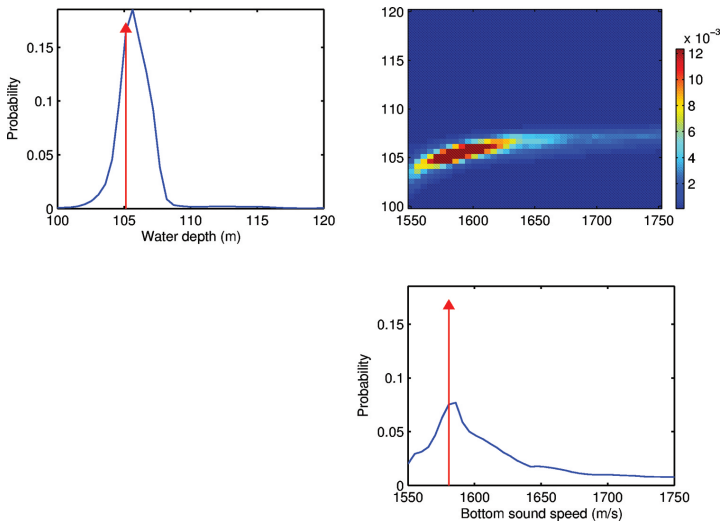 0.15
0.1
0.05
0
Probability
100 105 110 115 120
Water depth (m)
120
115
110
105
100
1550 1600 1650 1700 1750
x 10⁻³
12
10
8
6
4
2
0.15
0.1
0.05
0
Probability
1550 1600 1650 1700 1750
Bottom sound speed (m/s)